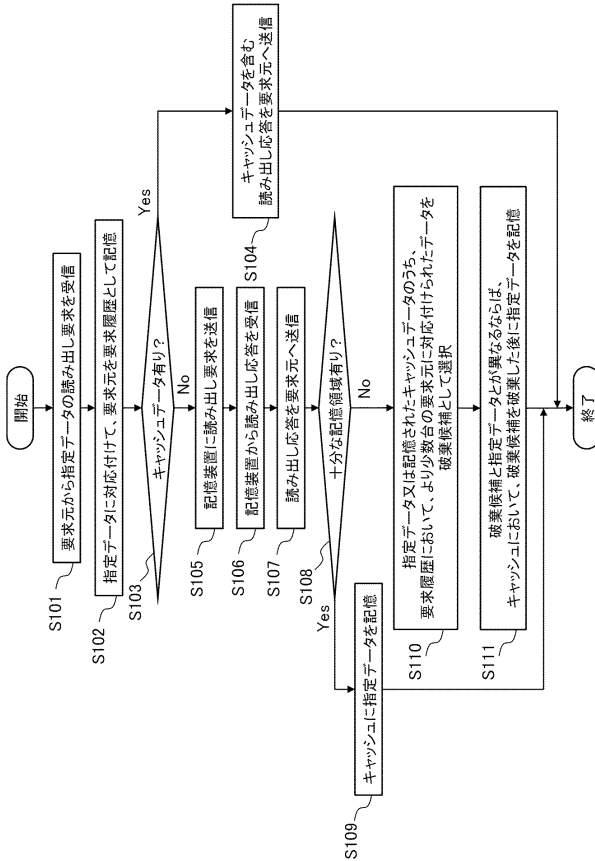 開始
要求元から指定データの読み出し要求を受信
S101
指定データに対応付けて、要求元を要求履歴として記憶
S102
キャッシュデータ有り？
S103
Yes
No
キャッシュデータを含む
読み出し応答を要求元へ送信
S104
記憶装置に読み出し要求を送信
S105
記憶装置から読み出し応答を受信
S106
読み出し応答を要求元へ送信
S107
十分な記憶領域有り？
S108
Yes
No
キャッシュに指定データを記憶
S109
指定データ又は記憶されたキャッシュデータのうち、
要求履歴において、より少数台の要求元に対応付けられたデータを
破棄候補として選択
S110
破棄候補と指定データとが異なるならば、
キャッシュにおいて、破棄候補を破棄した後に指定データを記憶
S111
終了